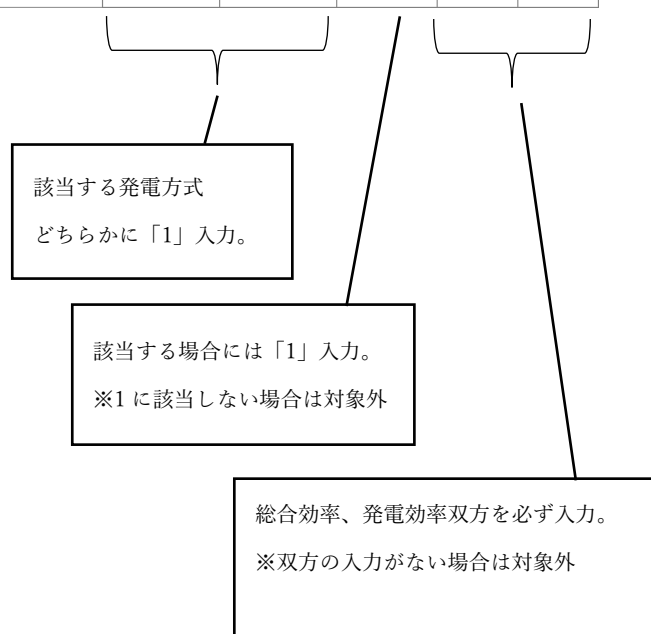 該当する発電方式
どちらかに「1」入力。
該当する場合には「1」入力。
※1 に該当しない場合は対象外
総合効率、発電効率双方を必ず入力。
※双方の入力がない場合は対象外